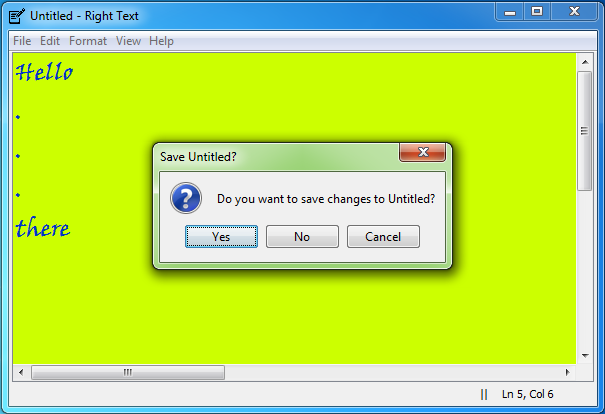 Untitled - Right Text
File Edit Format View Help
Hello
.
.
.
there
Save Untitled?
Do you want to save changes to Untitled?
Yes No Cancel
Ln 5, Col 6